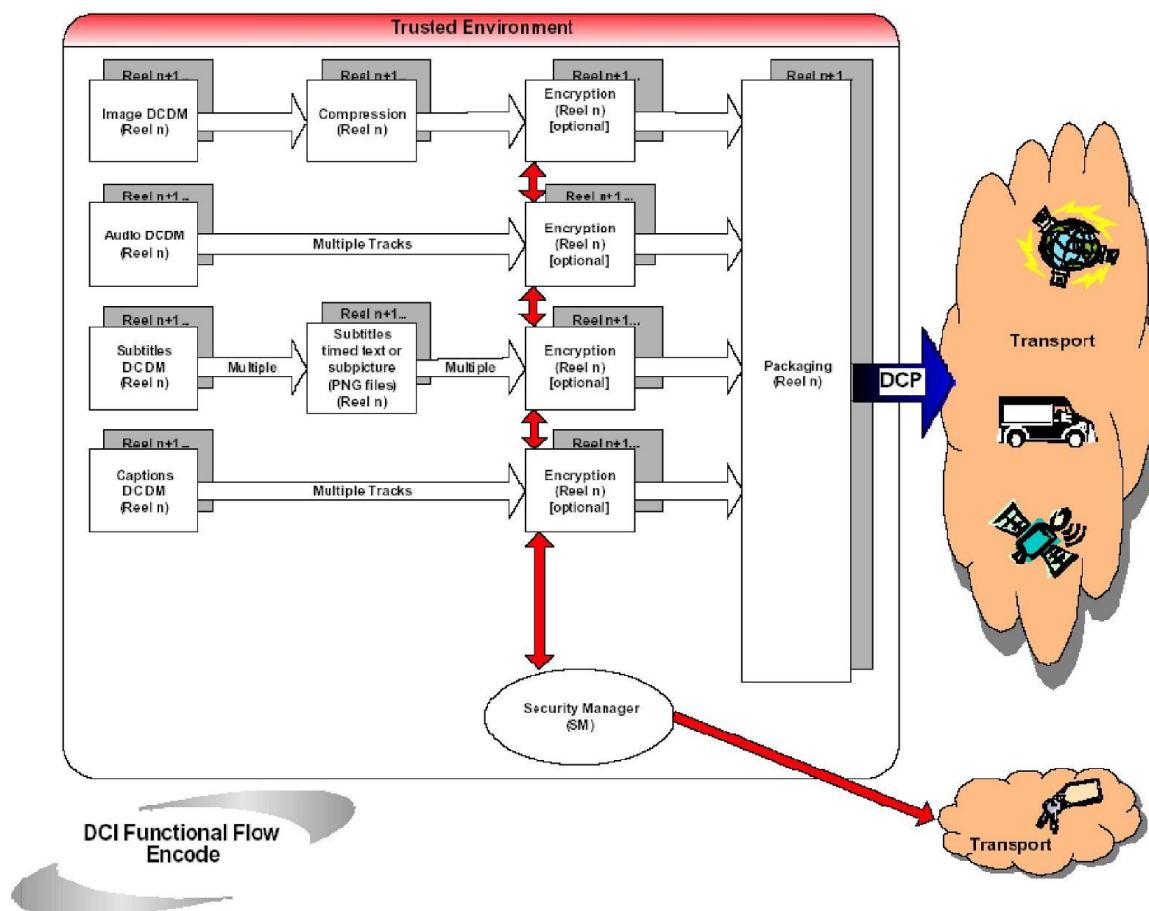 Trusted Environment
Reel n+1...
Reel n+1...
Reel n+1...
Reel n+1...
Image DCDM
(Reel n)
Compression
(Reel n)
Encryption
(Reel n)
[optional]
Reel n+1...
Reel n+1...
Audio DCDM
(Reel n)
Multiple Tracks
Encryption
(Reel n)
[optional]
Reel n+1...
Reel n+1...
Reel n+1...
Subtitles
DCDM
(Reel n)
Multiple
Subtitles
timed text or
subpicture
(PNG files)
(Reel n)
Multiple
Encryption
(Reel n)
[optional]
Packaging
(Reel n)
DCP
Transport
Reel n+1...
Reel n+1...
Captions
DCDM
(Reel n)
Multiple Tracks
Encryption
(Reel n)
[optional]
Security Manager
(SM)
Transport
DCI Functional Flow
Encode